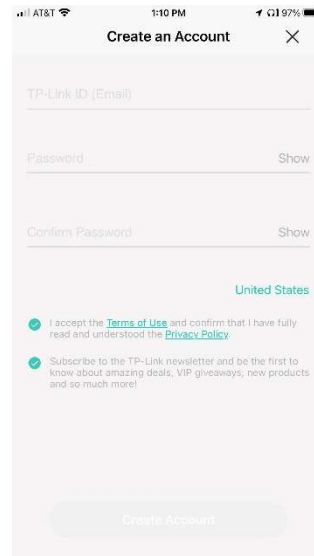 AT&T 1:10 PM 97%
Create an Account
TP-Link ID (Email)
Password Show
Confirm Password Show
United States
I accept the Terms of Use and confirm that I have fully
read and understood the Privacy Policy.
Subscribe to the TP-Link newsletter and be the first to
know about amazing deals, VIP giveaways, new products
and so much more!
Create Account